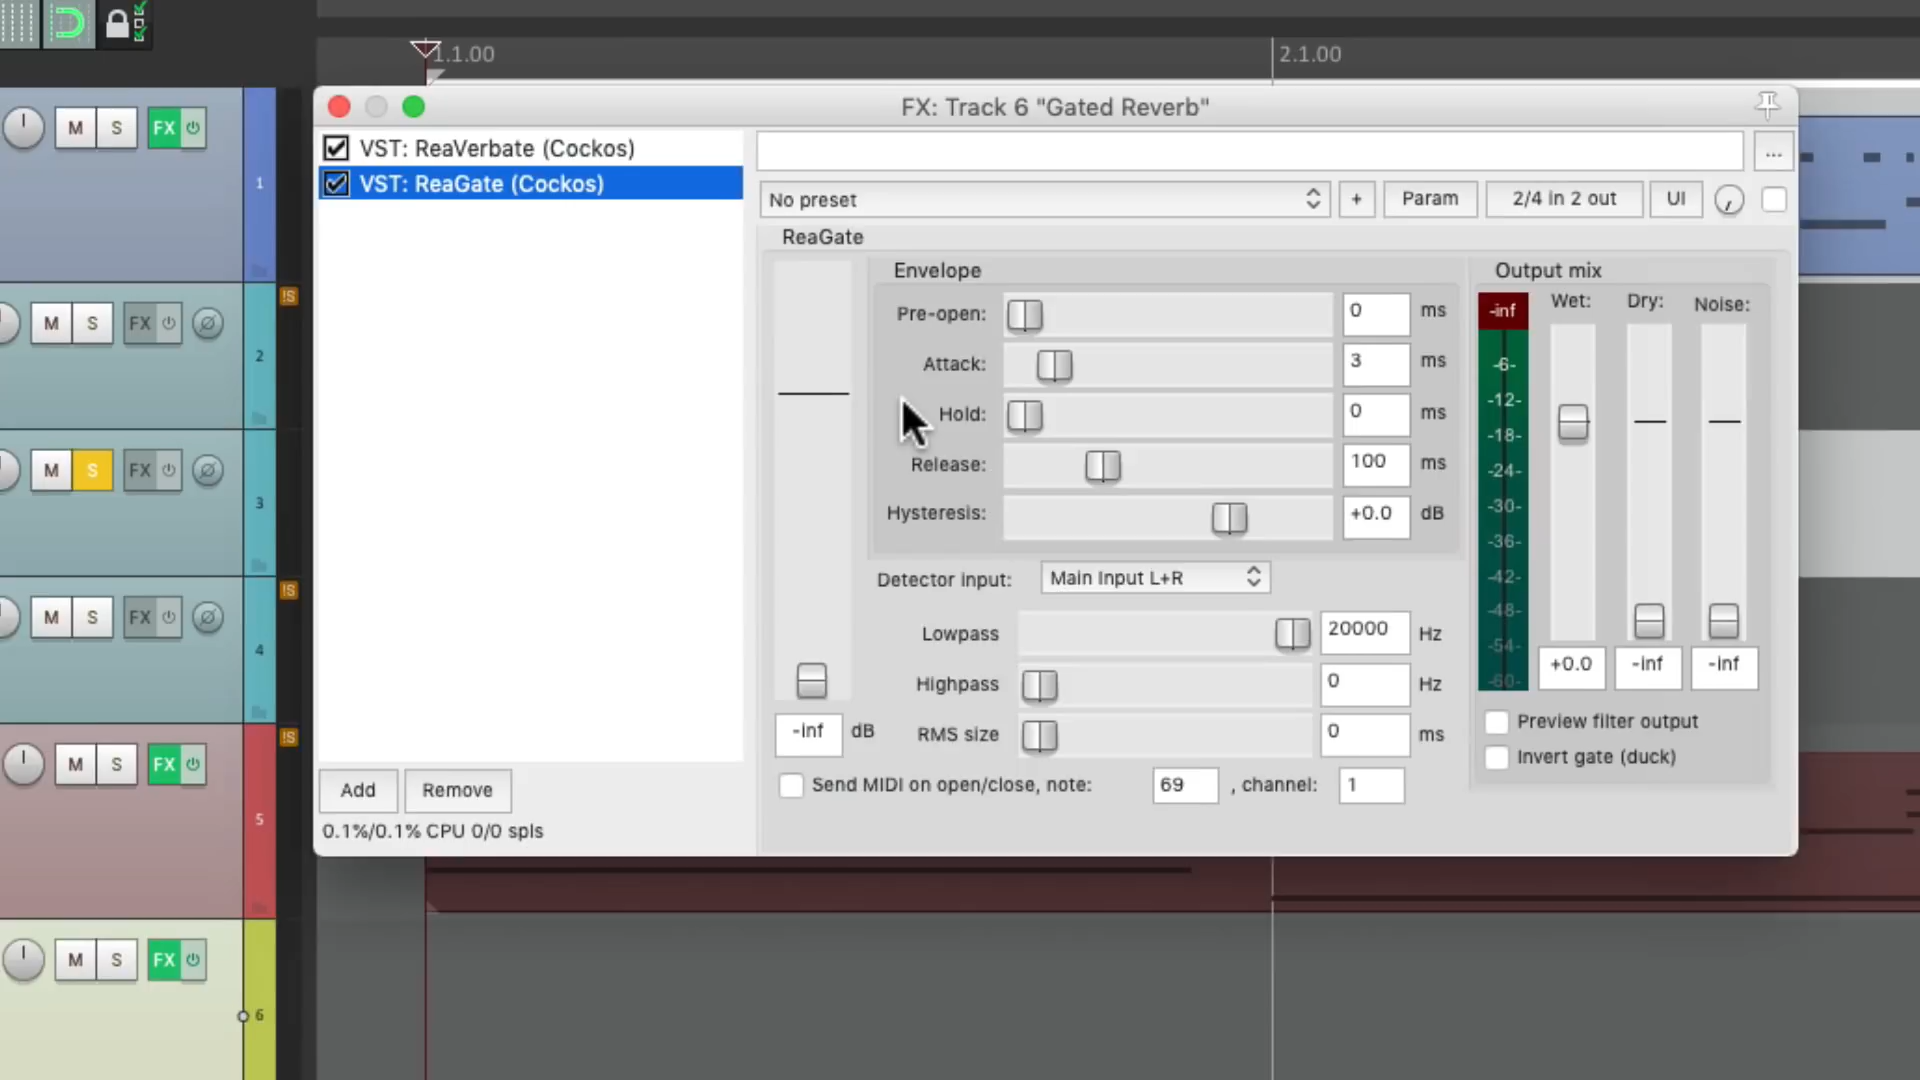 1.1.00
2.1.00
FX: Track 6 "Gated Reverb"
VST: ReaVerbate (Cockos)
VST: ReaGate (Cockos)
...
No preset
+
Param
2/4 in 2 out
UI
ReaGate
Envelope
Output mix
Pre-open:
0
ms
Attack:
3
ms
Hold:
0
ms
Release:
100
ms
Hysteresis:
+0.0
dB
Detector input:
Main Input L+R
Lowpass
20000
Hz
Highpass
0
Hz
RMS size
0
ms
-inf
dB
Send MIDI on open/close, note:
69
, channel:
1
Wet:
Dry:
Noise:
-inf
-6-
-12-
-18-
-24-
-30-
-36-
-42-
-48-
-54-
-60-
+0.0
-inf
-inf
Preview filter output
Invert gate (duck)
Add
Remove
0.1%/0.1% CPU 0/0 spls
M
S
FX
1
M
S
FX
2
!S
M
S
FX
3
M
S
FX
4
!S
M
S
FX
5
!S
M
S
FX
6